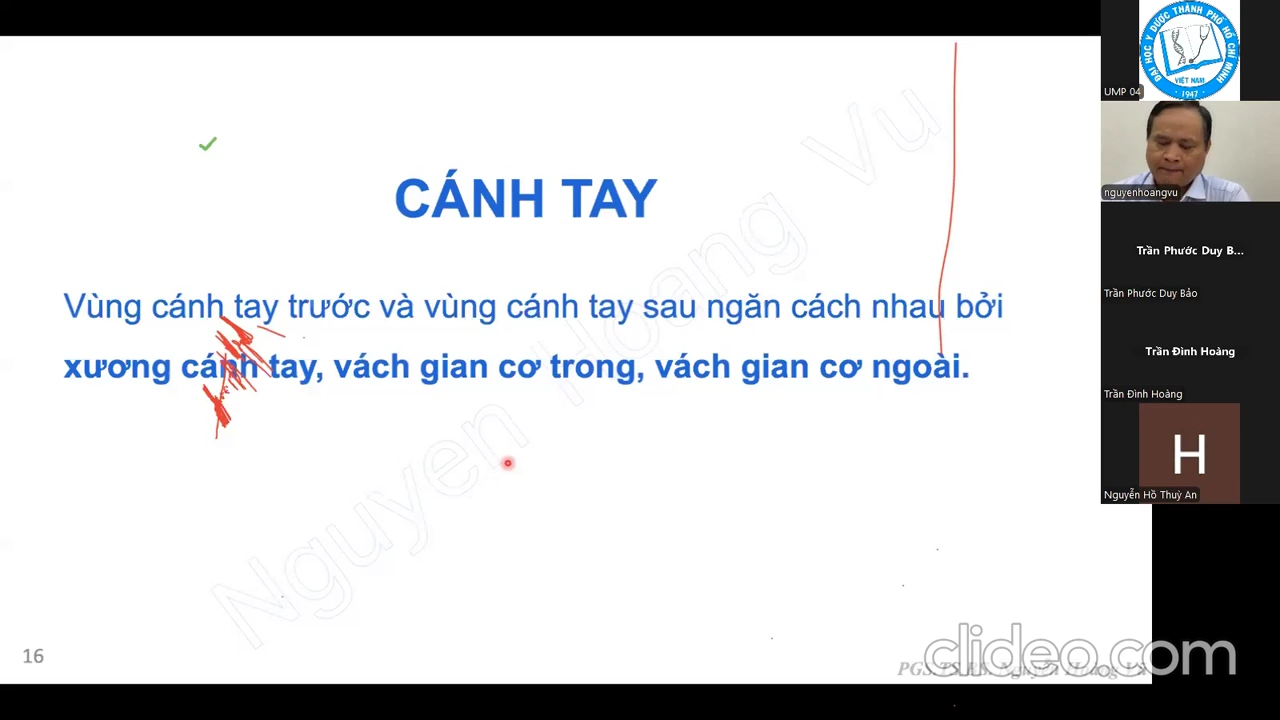 CÁNH TAY
Vùng cánh tay trước và vùng cánh tay sau ngăn cách nhau bởi
xương cánh tay, vách gian cơ trong, vách gian cơ ngoài.
Nguyen Hoang Vu
16
PGS.TS.BS. Nguyễn Hoàng Vũ
clideo.com
ĐẠI HỌC Y DƯỢC THÀNH PHỐ HỒ CHÍ MINH
VIỆT NAM
1947
UMP 04
nguyenhoangvu
Trần Phước Duy B...
Trần Phước Duy Bảo
Trần Đình Hoàng
Trần Đình Hoảng
H
Nguyễn Hồ Thuỳ An